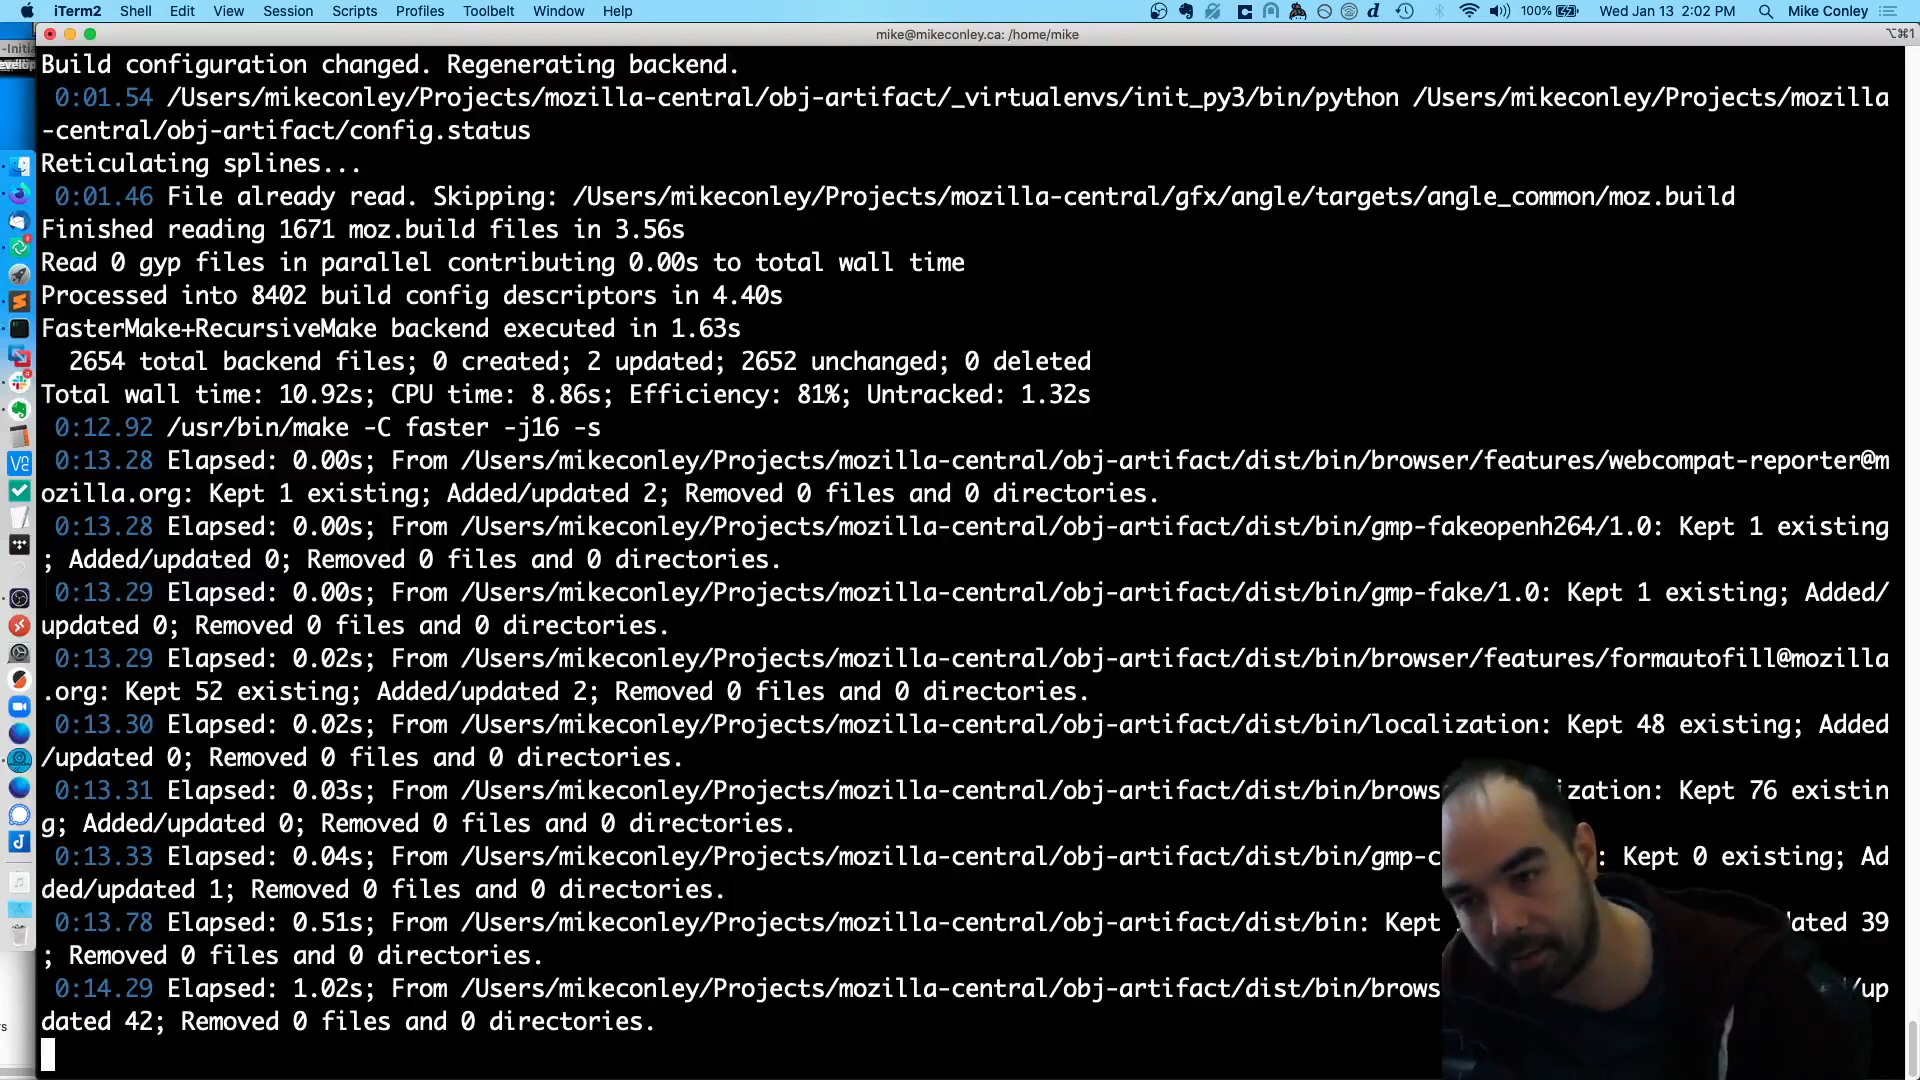 iTerm2 Shell Edit View Session Scripts Profiles Toolbelt Window Help 100% Wed Jan 13 2:02 PM Mike Conley
mike@mikeconley.ca: /home/mike ⌥⌘1
Build configuration changed. Regenerating backend.
0:01.54 /Users/mikeconley/Projects/mozilla-central/obj-artifact/_virtualenvs/init_py3/bin/python /Users/mikeconley/Projects/mozilla
-central/obj-artifact/config.status
Reticulating splines...
0:01.46 File already read. Skipping: /Users/mikeconley/Projects/mozilla-central/gfx/angle/targets/angle_common/moz.build
Finished reading 1671 moz.build files in 3.56s
Read 0 gyp files in parallel contributing 0.00s to total wall time
Processed into 8402 build config descriptors in 4.40s
FasterMake+RecursiveMake backend executed in 1.63s
2654 total backend files; 0 created; 2 updated; 2652 unchanged; 0 deleted
Total wall time: 10.92s; CPU time: 8.86s; Efficiency: 81%; Untracked: 1.32s
0:12.92 /usr/bin/make -C faster -j16 -s
0:13.28 Elapsed: 0.00s; From /Users/mikeconley/Projects/mozilla-central/obj-artifact/dist/bin/browser/features/webcompat-reporter@m
ozilla.org: Kept 1 existing; Added/updated 2; Removed 0 files and 0 directories.
0:13.28 Elapsed: 0.00s; From /Users/mikeconley/Projects/mozilla-central/obj-artifact/dist/bin/gmp-fakeopenh264/1.0: Kept 1 existing
; Added/updated 0; Removed 0 files and 0 directories.
0:13.29 Elapsed: 0.00s; From /Users/mikeconley/Projects/mozilla-central/obj-artifact/dist/bin/gmp-fake/1.0: Kept 1 existing; Added/
updated 0; Removed 0 files and 0 directories.
0:13.29 Elapsed: 0.02s; From /Users/mikeconley/Projects/mozilla-central/obj-artifact/dist/bin/browser/features/formautofill@mozilla
.org: Kept 52 existing; Added/updated 2; Removed 0 files and 0 directories.
0:13.30 Elapsed: 0.02s; From /Users/mikeconley/Projects/mozilla-central/obj-artifact/dist/bin/localization: Kept 48 existing; Added
/updated 0; Removed 0 files and 0 directories.
0:13.31 Elapsed: 0.03s; From /Users/mikeconley/Projects/mozilla-central/obj-artifact/dist/bin/brows ization: Kept 76 existin
g; Added/updated 0; Removed 0 files and 0 directories.
0:13.33 Elapsed: 0.04s; From /Users/mikeconley/Projects/mozilla-central/obj-artifact/dist/bin/gmp-c : Kept 0 existing; Ad
ded/updated 1; Removed 0 files and 0 directories.
0:13.78 Elapsed: 0.51s; From /Users/mikeconley/Projects/mozilla-central/obj-artifact/dist/bin: Kept lated 39
; Removed 0 files and 0 directories.
0:14.29 Elapsed: 1.02s; From /Users/mikeconley/Projects/mozilla-central/obj-artifact/dist/bin/brows /up
dated 42; Removed 0 files and 0 directories.